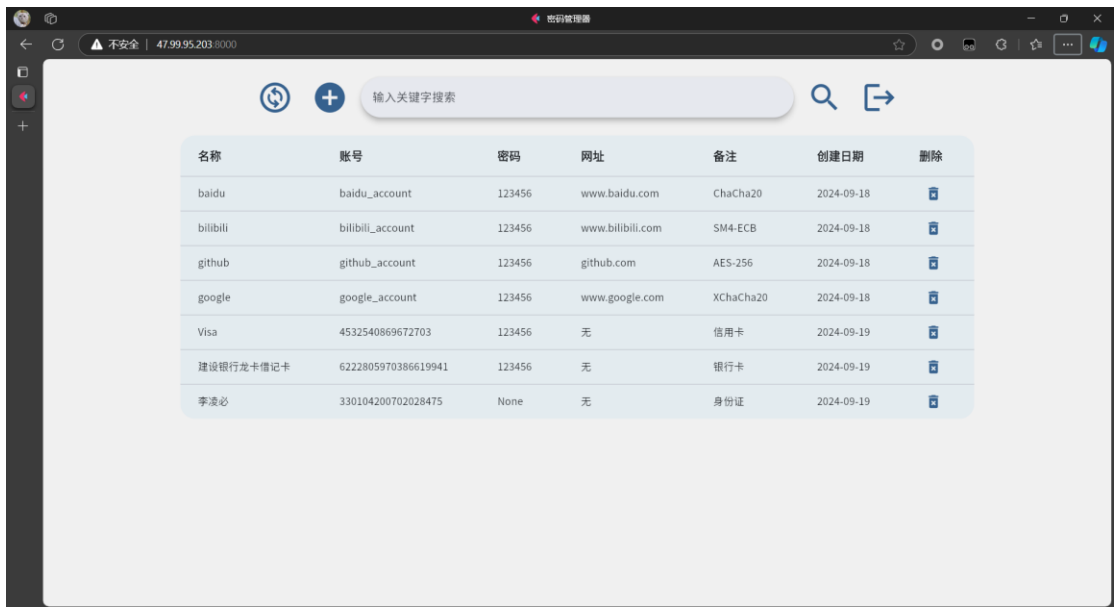 密码管理器
不安全 | 47.99.95.203:8000
输入关键字搜索
名称 账号 密码 网址 备注 创建日期 删除
baidu baidu_account 123456 www.baidu.com ChaCha20 2024-09-18
bilibili bilibili_account 123456 www.bilibili.com SM4-ECB 2024-09-18
github github_account 123456 github.com AES-256 2024-09-18
google google_account 123456 www.google.com XChaCha20 2024-09-18
Visa 4532540869672703 123456 无 信用卡 2024-09-19
建设银行龙卡借记卡 6222805970386619941 123456 无 银行卡 2024-09-19
李凌必 330104200702028475 None 无 身份证 2024-09-19